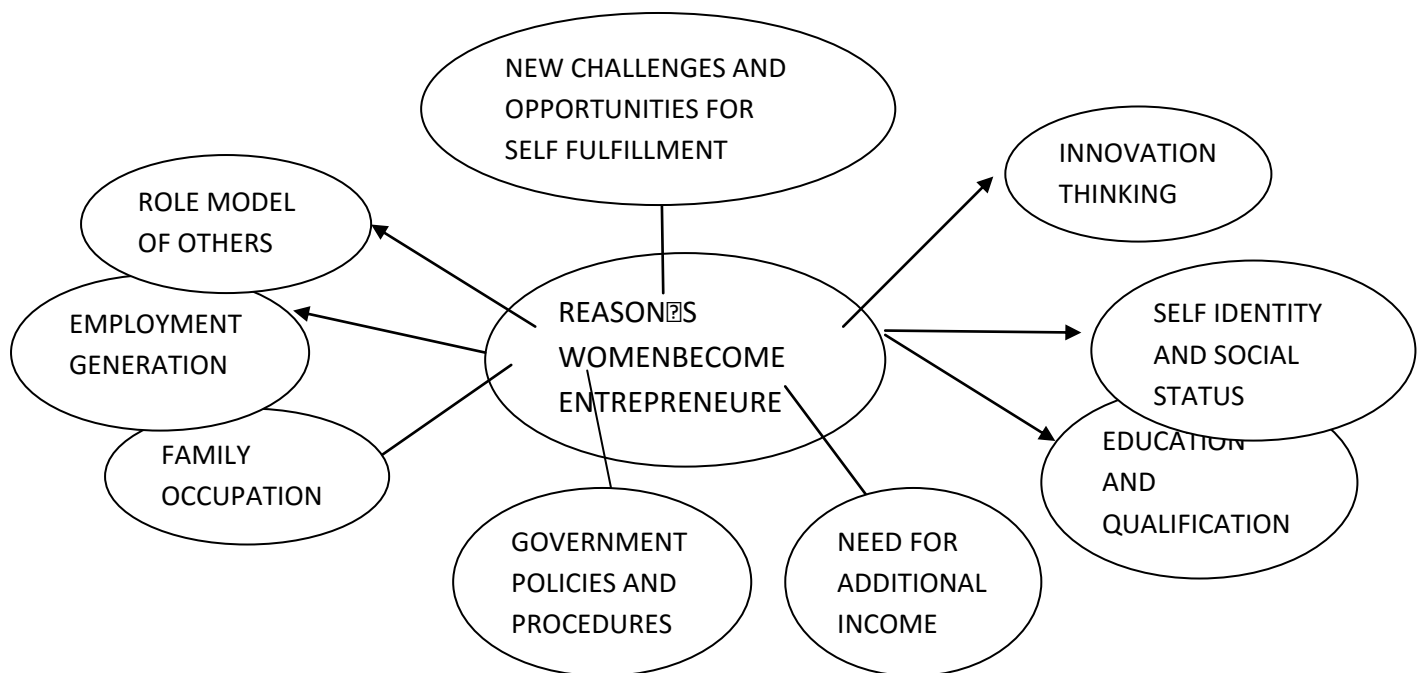 NEW CHALLENGES AND
OPPORTUNITIES FOR
SELF FULFILLMENT
INNOVATION
THINKING
ROLE MODEL
OF OTHERS
EMPLOYMENT
GENERATION
REASON⍰S
WOMENBECOME
ENTREPRENEURE
SELF IDENTITY
AND SOCIAL
STATUS
FAMILY
OCCUPATION
EDUCATION
AND
QUALIFICATION
GOVERNMENT
POLICIES AND
PROCEDURES
NEED FOR
ADDITIONAL
INCOME